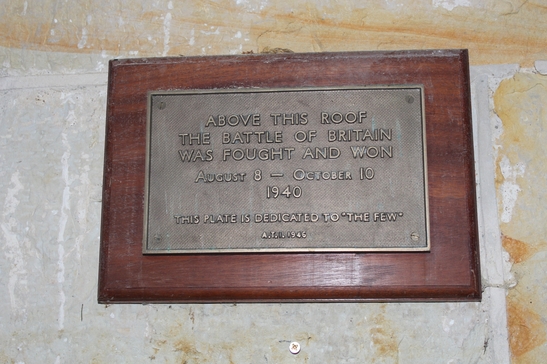 ABOVE THIS ROOF
THE BATTLE OF BRITAIN
WAS FOUGHT AND WON
AUGUST 8 — OCTOBER 10
1940
THIS PLATE IS DEDICATED TO "THE FEW"